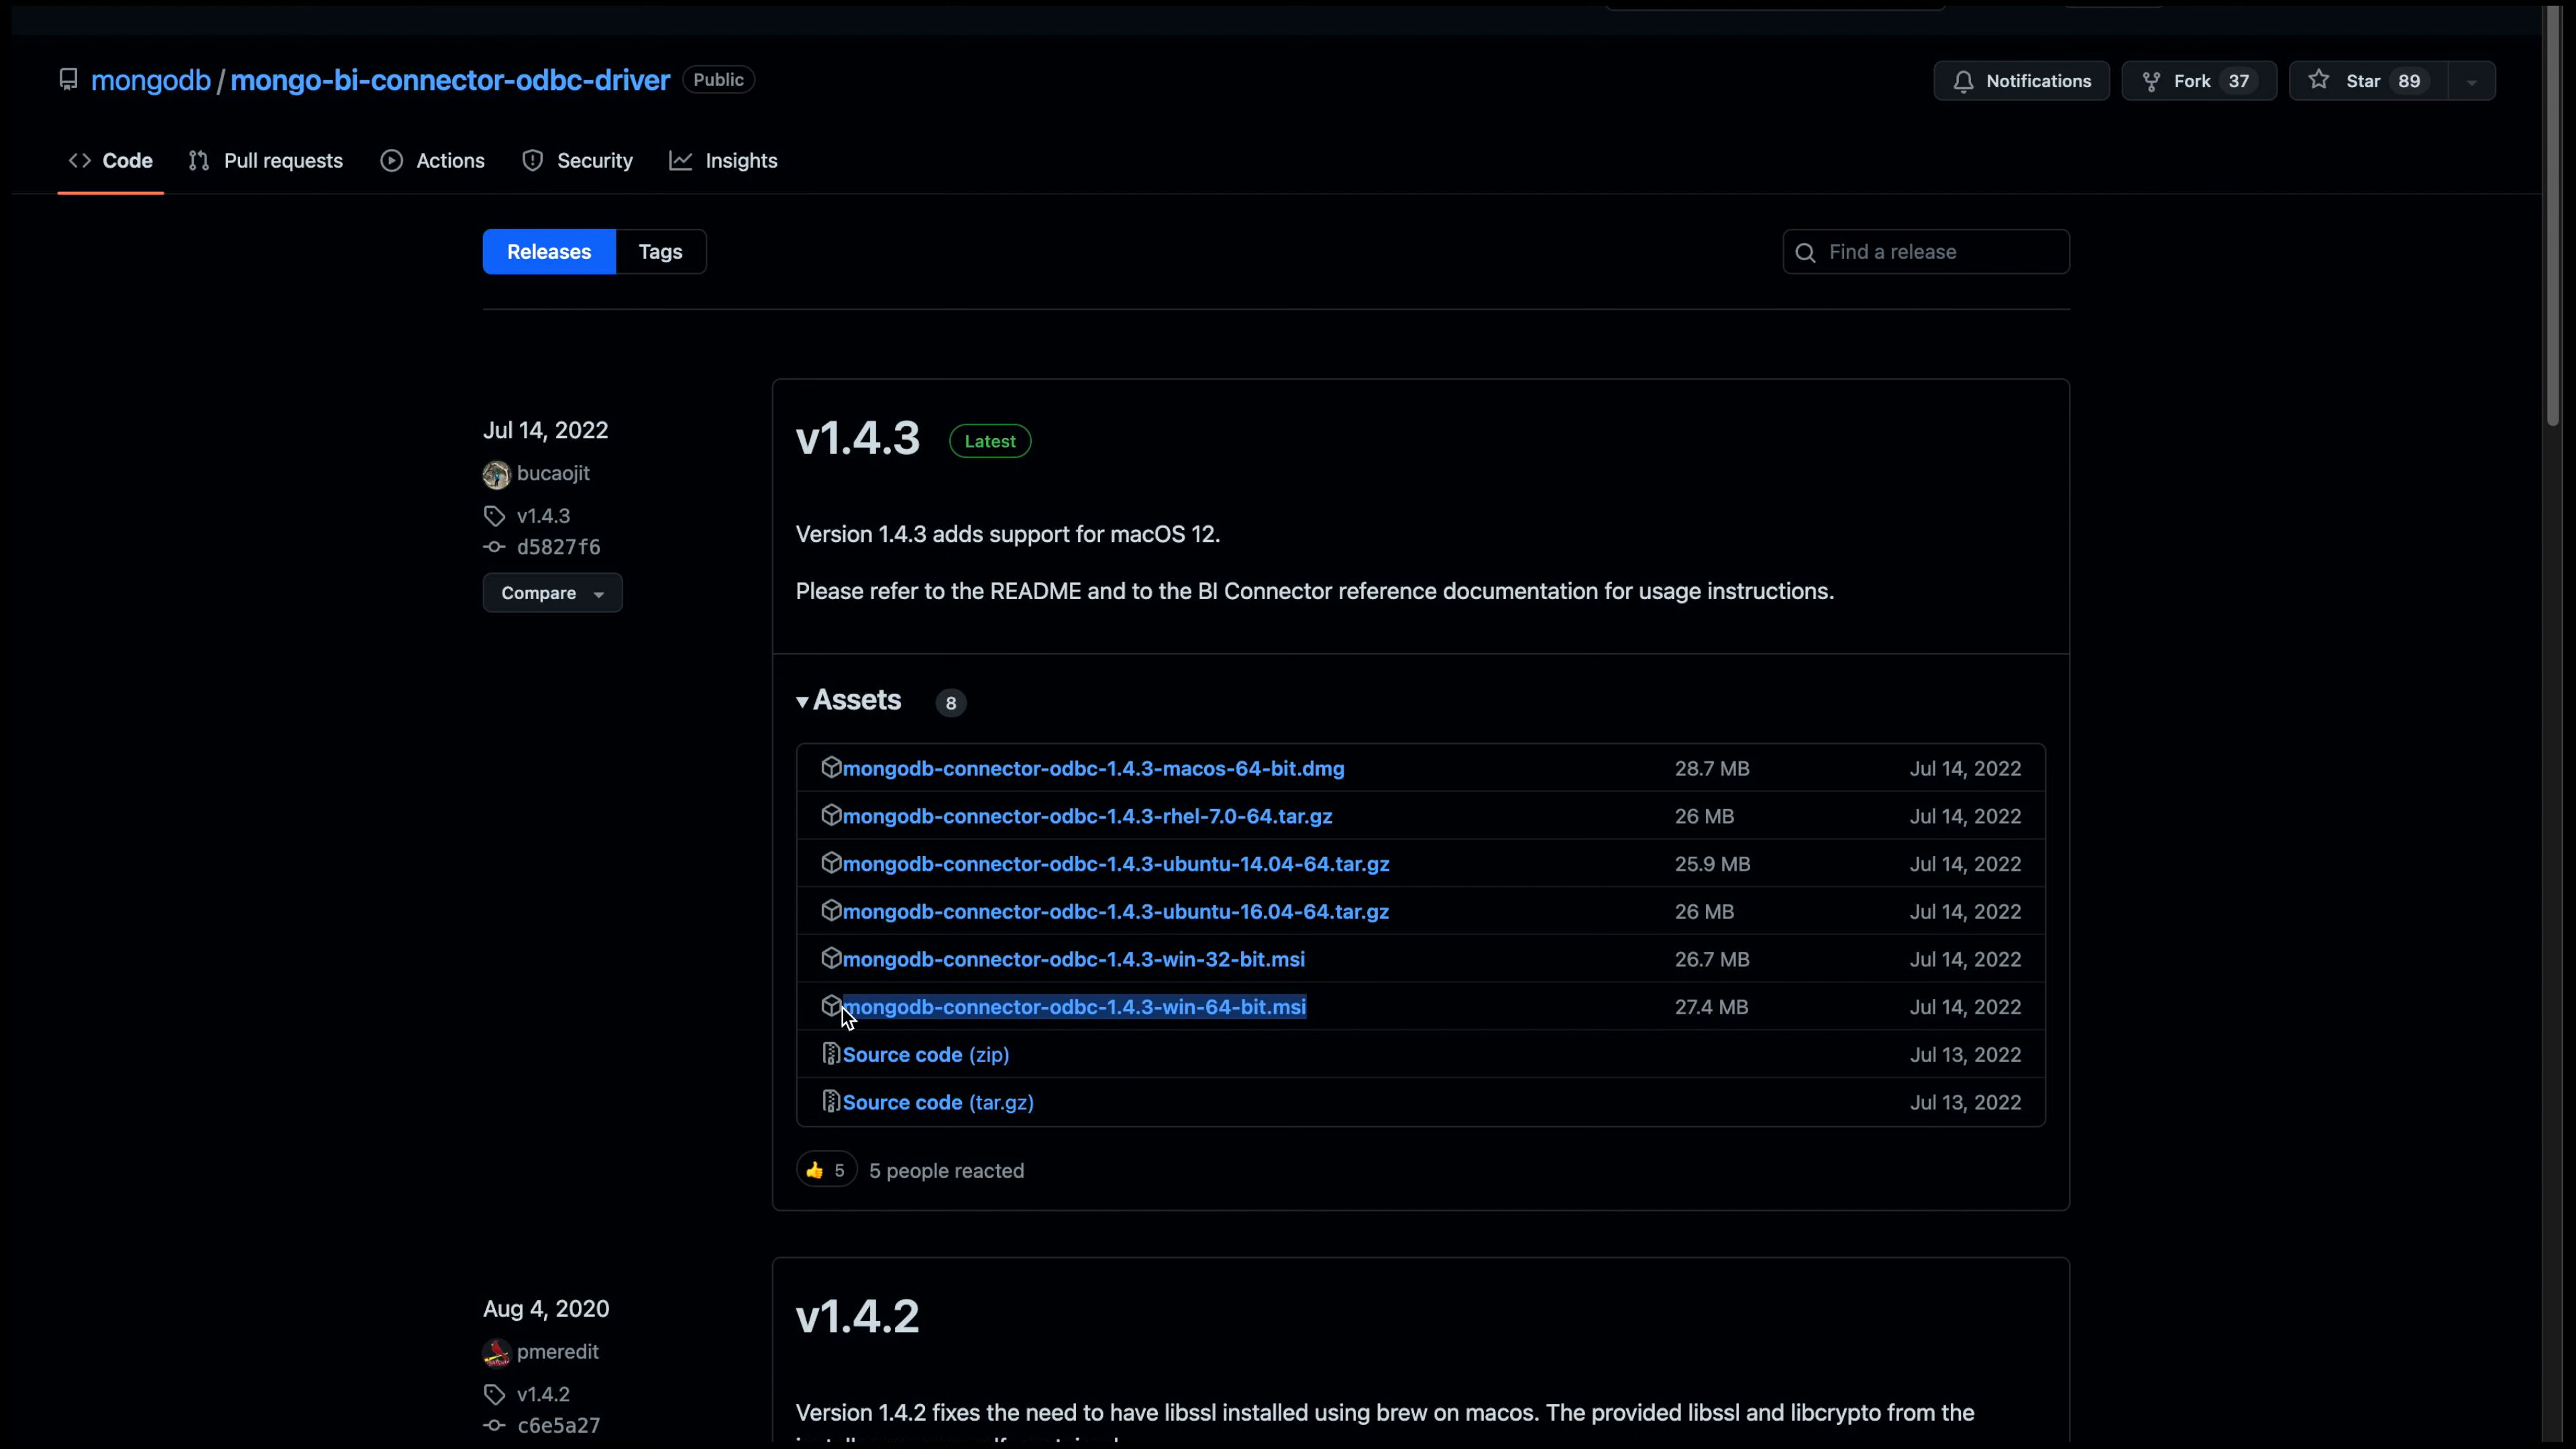 mongodb / mongo-bi-connector-odbc-driver Public
Notifications Fork 37 Star 89
Code Pull requests Actions Security Insights
Releases Tags
Find a release
Jul 14, 2022
bucaojit
v1.4.3
d5827f6
Compare
v1.4.3 Latest
Version 1.4.3 adds support for macOS 12.
Please refer to the README and to the BI Connector reference documentation for usage instructions.
Assets 8
mongodb-connector-odbc-1.4.3-macos-64-bit.dmg 28.7 MB Jul 14, 2022
mongodb-connector-odbc-1.4.3-rhel-7.0-64.tar.gz 26 MB Jul 14, 2022
mongodb-connector-odbc-1.4.3-ubuntu-14.04-64.tar.gz 25.9 MB Jul 14, 2022
mongodb-connector-odbc-1.4.3-ubuntu-16.04-64.tar.gz 26 MB Jul 14, 2022
mongodb-connector-odbc-1.4.3-win-32-bit.msi 26.7 MB Jul 14, 2022
mongodb-connector-odbc-1.4.3-win-64-bit.msi 27.4 MB Jul 14, 2022
Source code (zip) Jul 13, 2022
Source code (tar.gz) Jul 13, 2022
5 5 people reacted
Aug 4, 2020
pmeredit
v1.4.2
c6e5a27
v1.4.2
Version 1.4.2 fixes the need to have libssl installed using brew on macos. The provided libssl and libcrypto from the